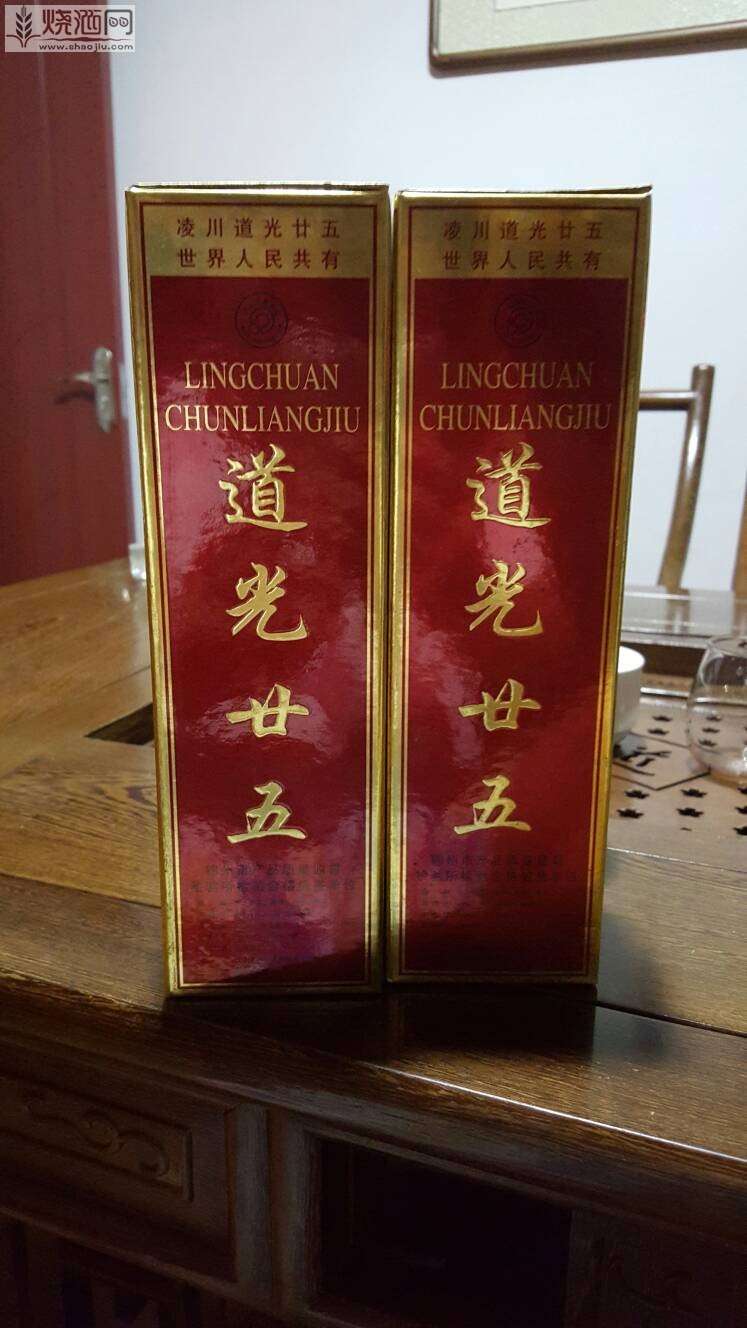 烧酒网
www.shaojiu.com
凌川道光廿五
世界人民共有
LINGCHUAN
CHUNLIANGJIU
道
光
廿
五
凌川道光廿五
世界人民共有
LINGCHUAN
CHUNLIANGJIU
道
光
廿
五